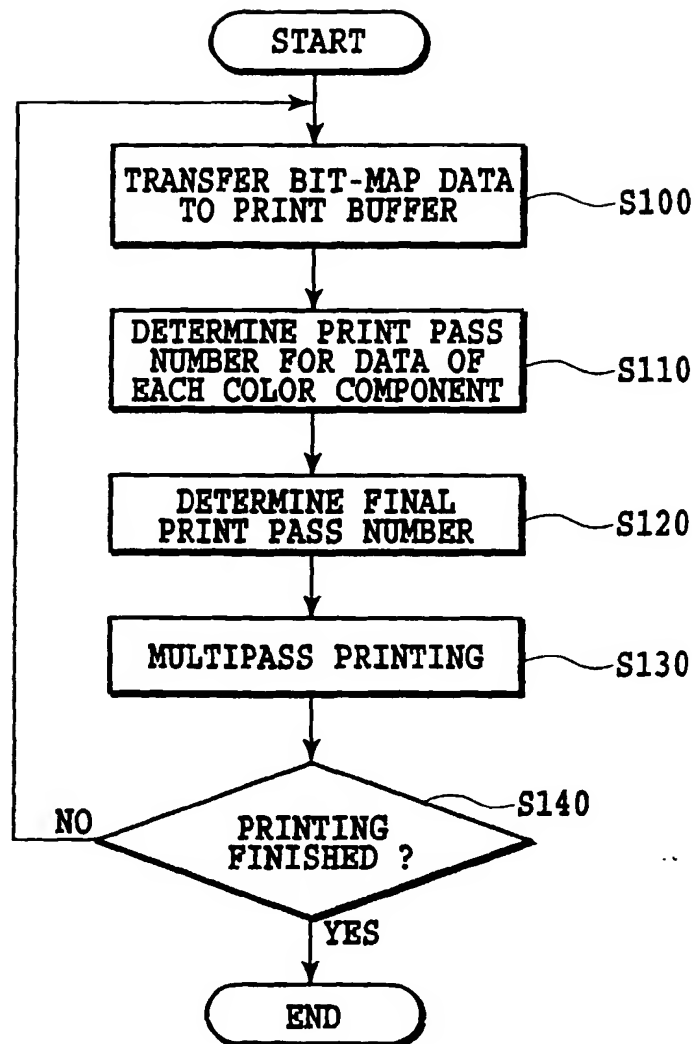 START
TRANSFER BIT-MAP DATA
TO PRINT BUFFER
S100
DETERMINE PRINT PASS
NUMBER FOR DATA OF
EACH COLOR COMPONENT
S110
DETERMINE FINAL
PRINT PASS NUMBER
S120
MULTIPASS PRINTING
S130
S140
NO
PRINTING
FINISHED ?
YES
END